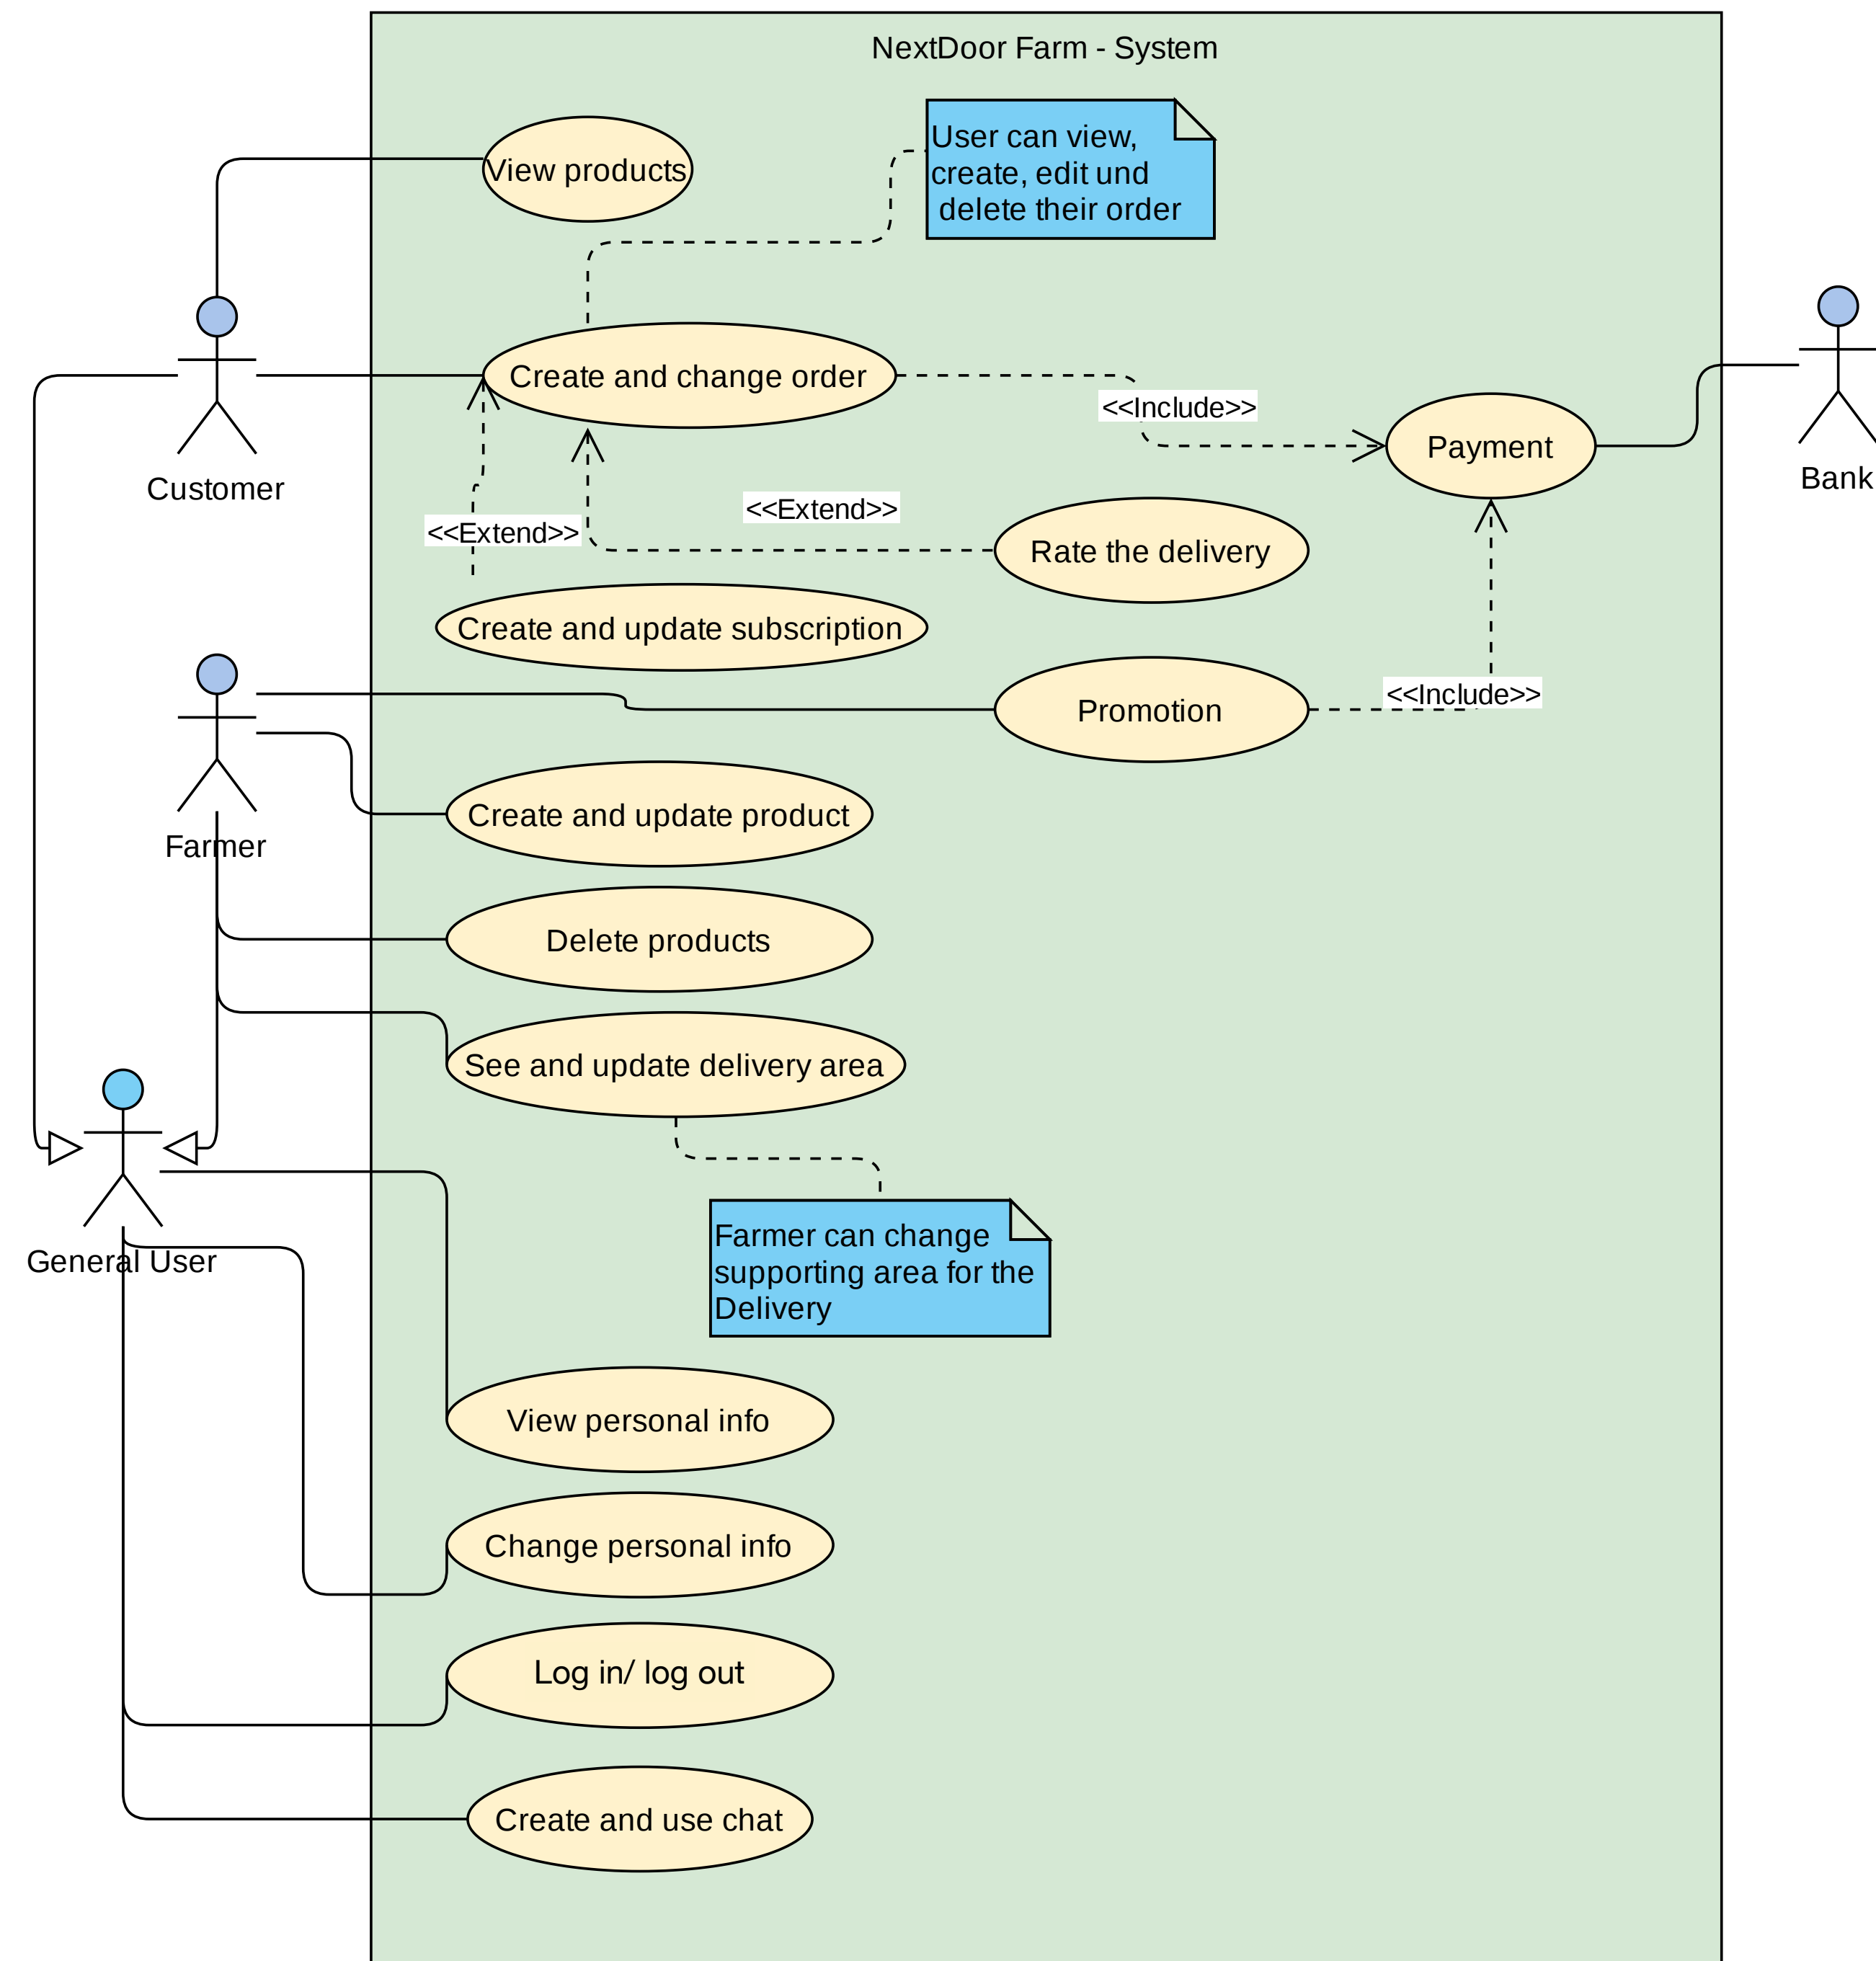 NextDoor Farm - System
User can view,
create, edit und
delete their order
View products
Create and change order
<<Include>>
Payment
Customer
Bank
<<Extend>>
<<Extend>>
Rate the delivery
Create and update subscription
<<Include>>
Promotion
Create and update product
Farmer
Delete products
See and update delivery area
Farmer can change
supporting area for the
Delivery
General User
View personal info
Change personal info
Log in/ log out
Create and use chat